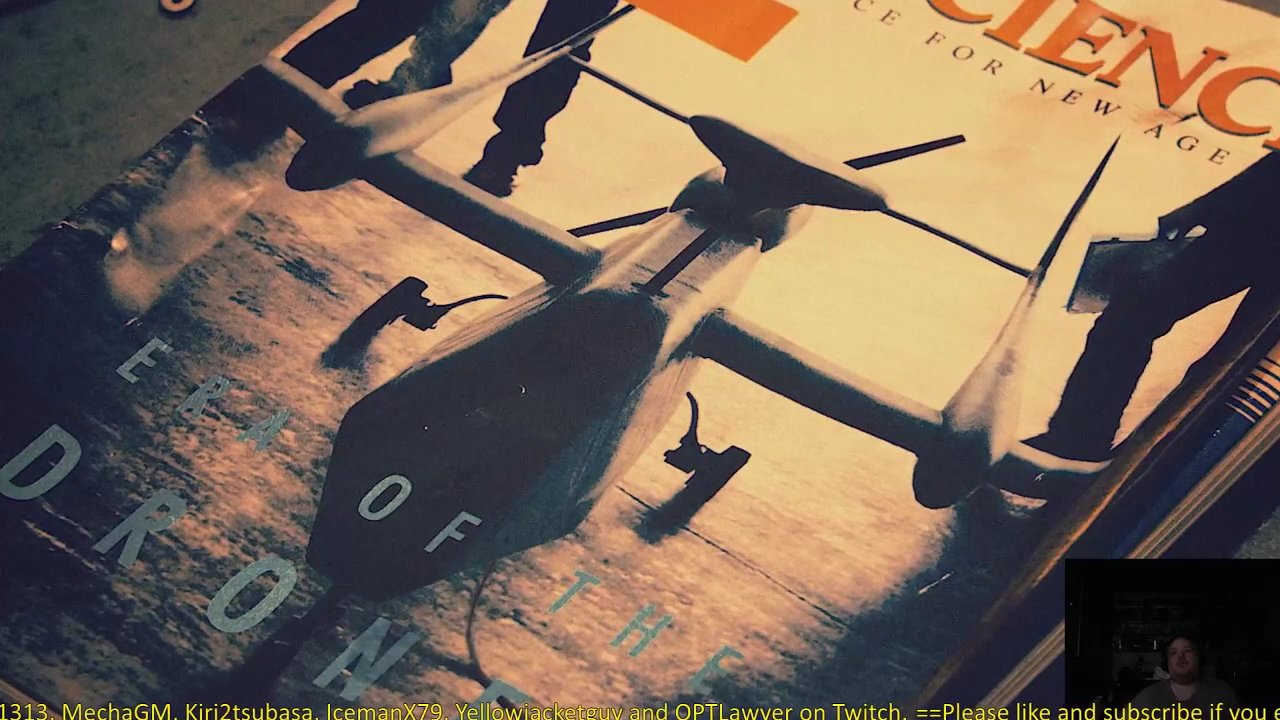 CIENC
CE FOR NEW AGE
ERA OF THE
DRONE
1313, MechaGM, Kiri2tsubasa, IcemanX79, Yellowjacketguy and OPTLawyer on Twitch. ==Please like and subscribe if you